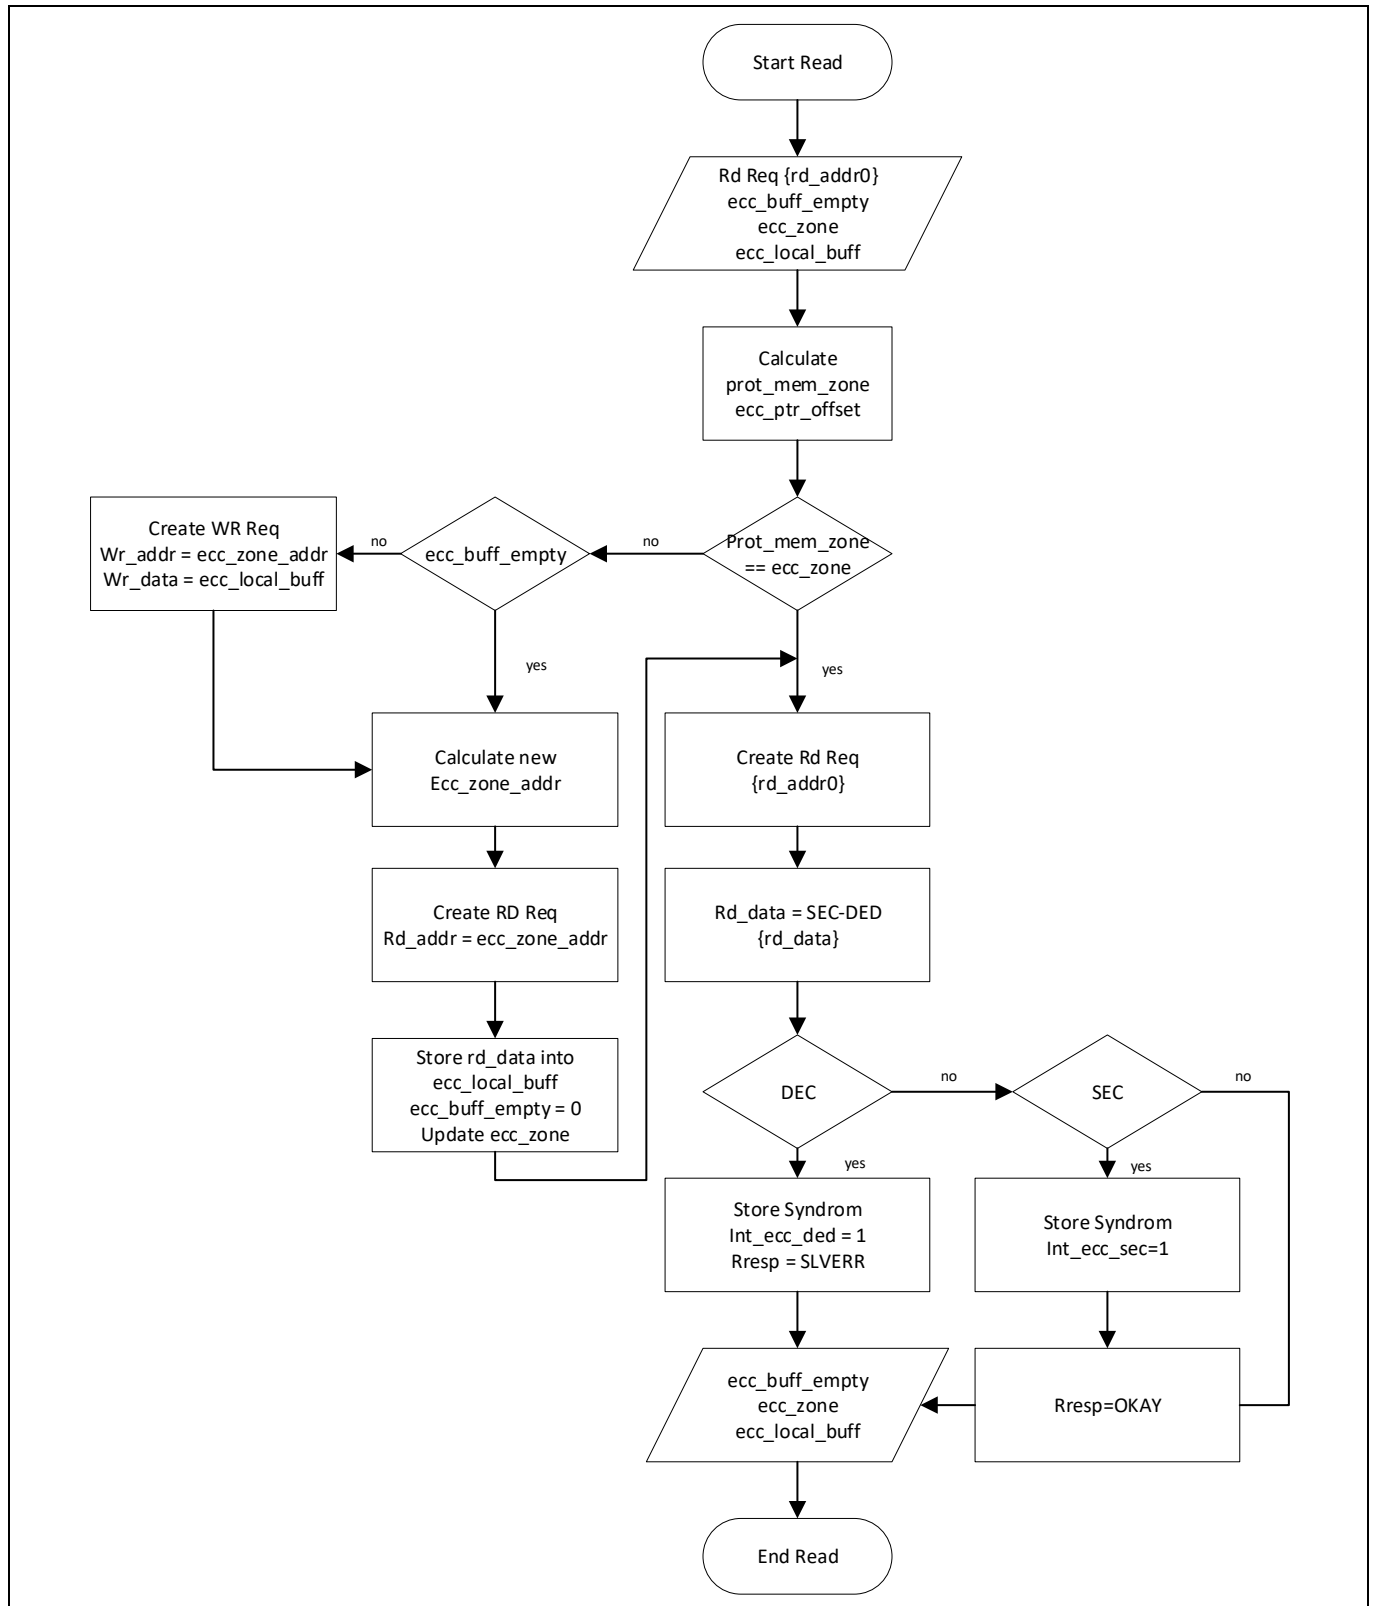 Start Read
Rd Req {rd_addr0}
ecc_buff_empty
ecc_zone
ecc_local_buff
Calculate
prot_mem_zone
ecc_ptr_offset
Prot_mem_zone
== ecc_zone
no
ecc_buff_empty
no
Create WR Req
Wr_addr = ecc_zone_addr
Wr_data = ecc_local_buff
yes
yes
Calculate new
Ecc_zone_addr
Create RD Req
Rd_addr = ecc_zone_addr
Store rd_data into
ecc_local_buff
ecc_buff_empty = 0
Update ecc_zone
Create Rd Req
{rd_addr0}
Rd_data = SEC-DED
{rd_data}
DEC
no
SEC
no
yes
yes
Store Syndrom
Int_ecc_ded = 1
Rresp = SLVERR
Store Syndrom
Int_ecc_sec=1
Rresp=OKAY
ecc_buff_empty
ecc_zone
ecc_local_buff
End Read